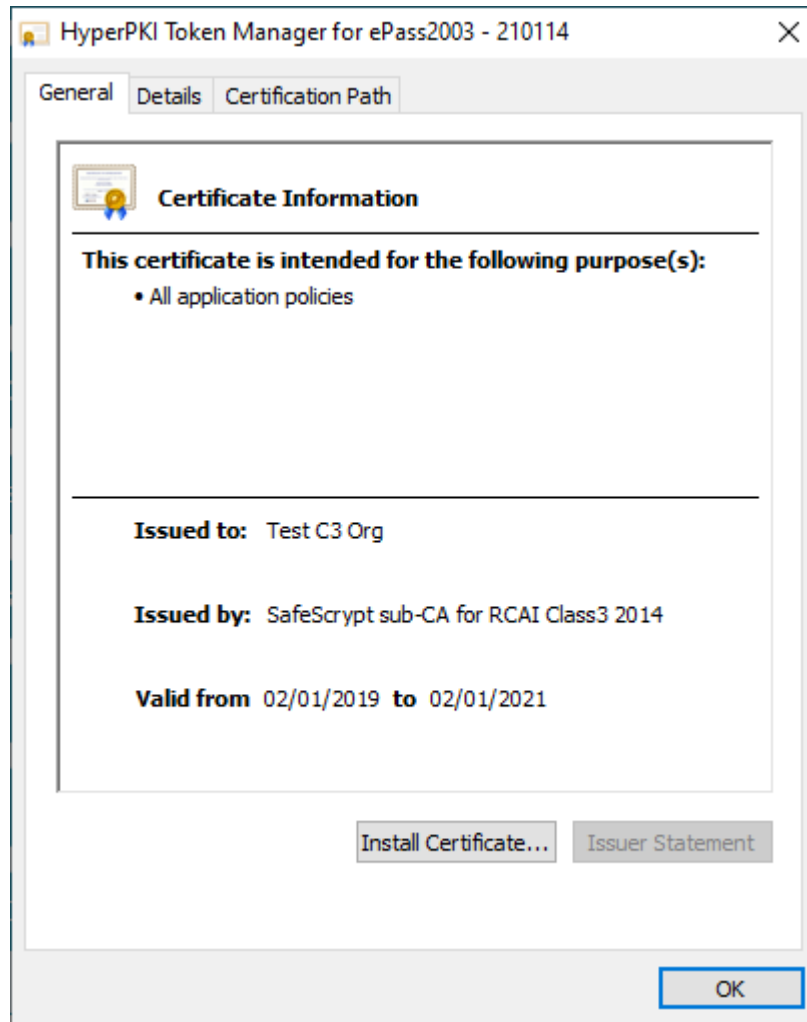 HyperPKI Token Manager for ePass2003 - 210114
General Details Certification Path
Certificate Information
This certificate is intended for the following purpose(s):
• All application policies
Issued to: Test C3 Org
Issued by: SafeScrypt sub-CA for RCAI Class3 2014
Valid from 02/01/2019 to 02/01/2021
Install Certificate... Issuer Statement
OK